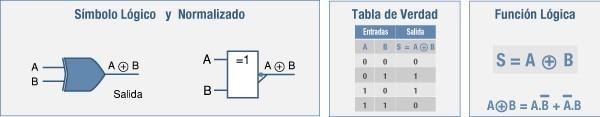 Símbolo Lógico y Normalizado
A
B
A ⊕ B
Salida
A
B
=1
A ⊕ B
Tabla de Verdad
Entradas Salida
A B S = A ⊕ B
0 0 0
0 1 1
1 0 1
1 1 0
Función Lógica
S = A ⊕ B
A⊕B = A.B̅ + A̅.B